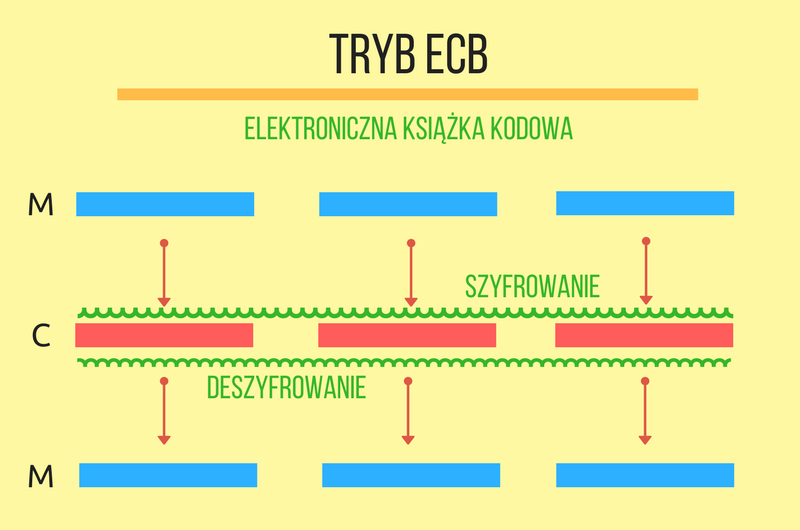 TRYB ECB
ELEKTRONICZNA KSIĄŻKA KODOWA
M
SZYFROWANIE
C
DESZYFROWANIE
M